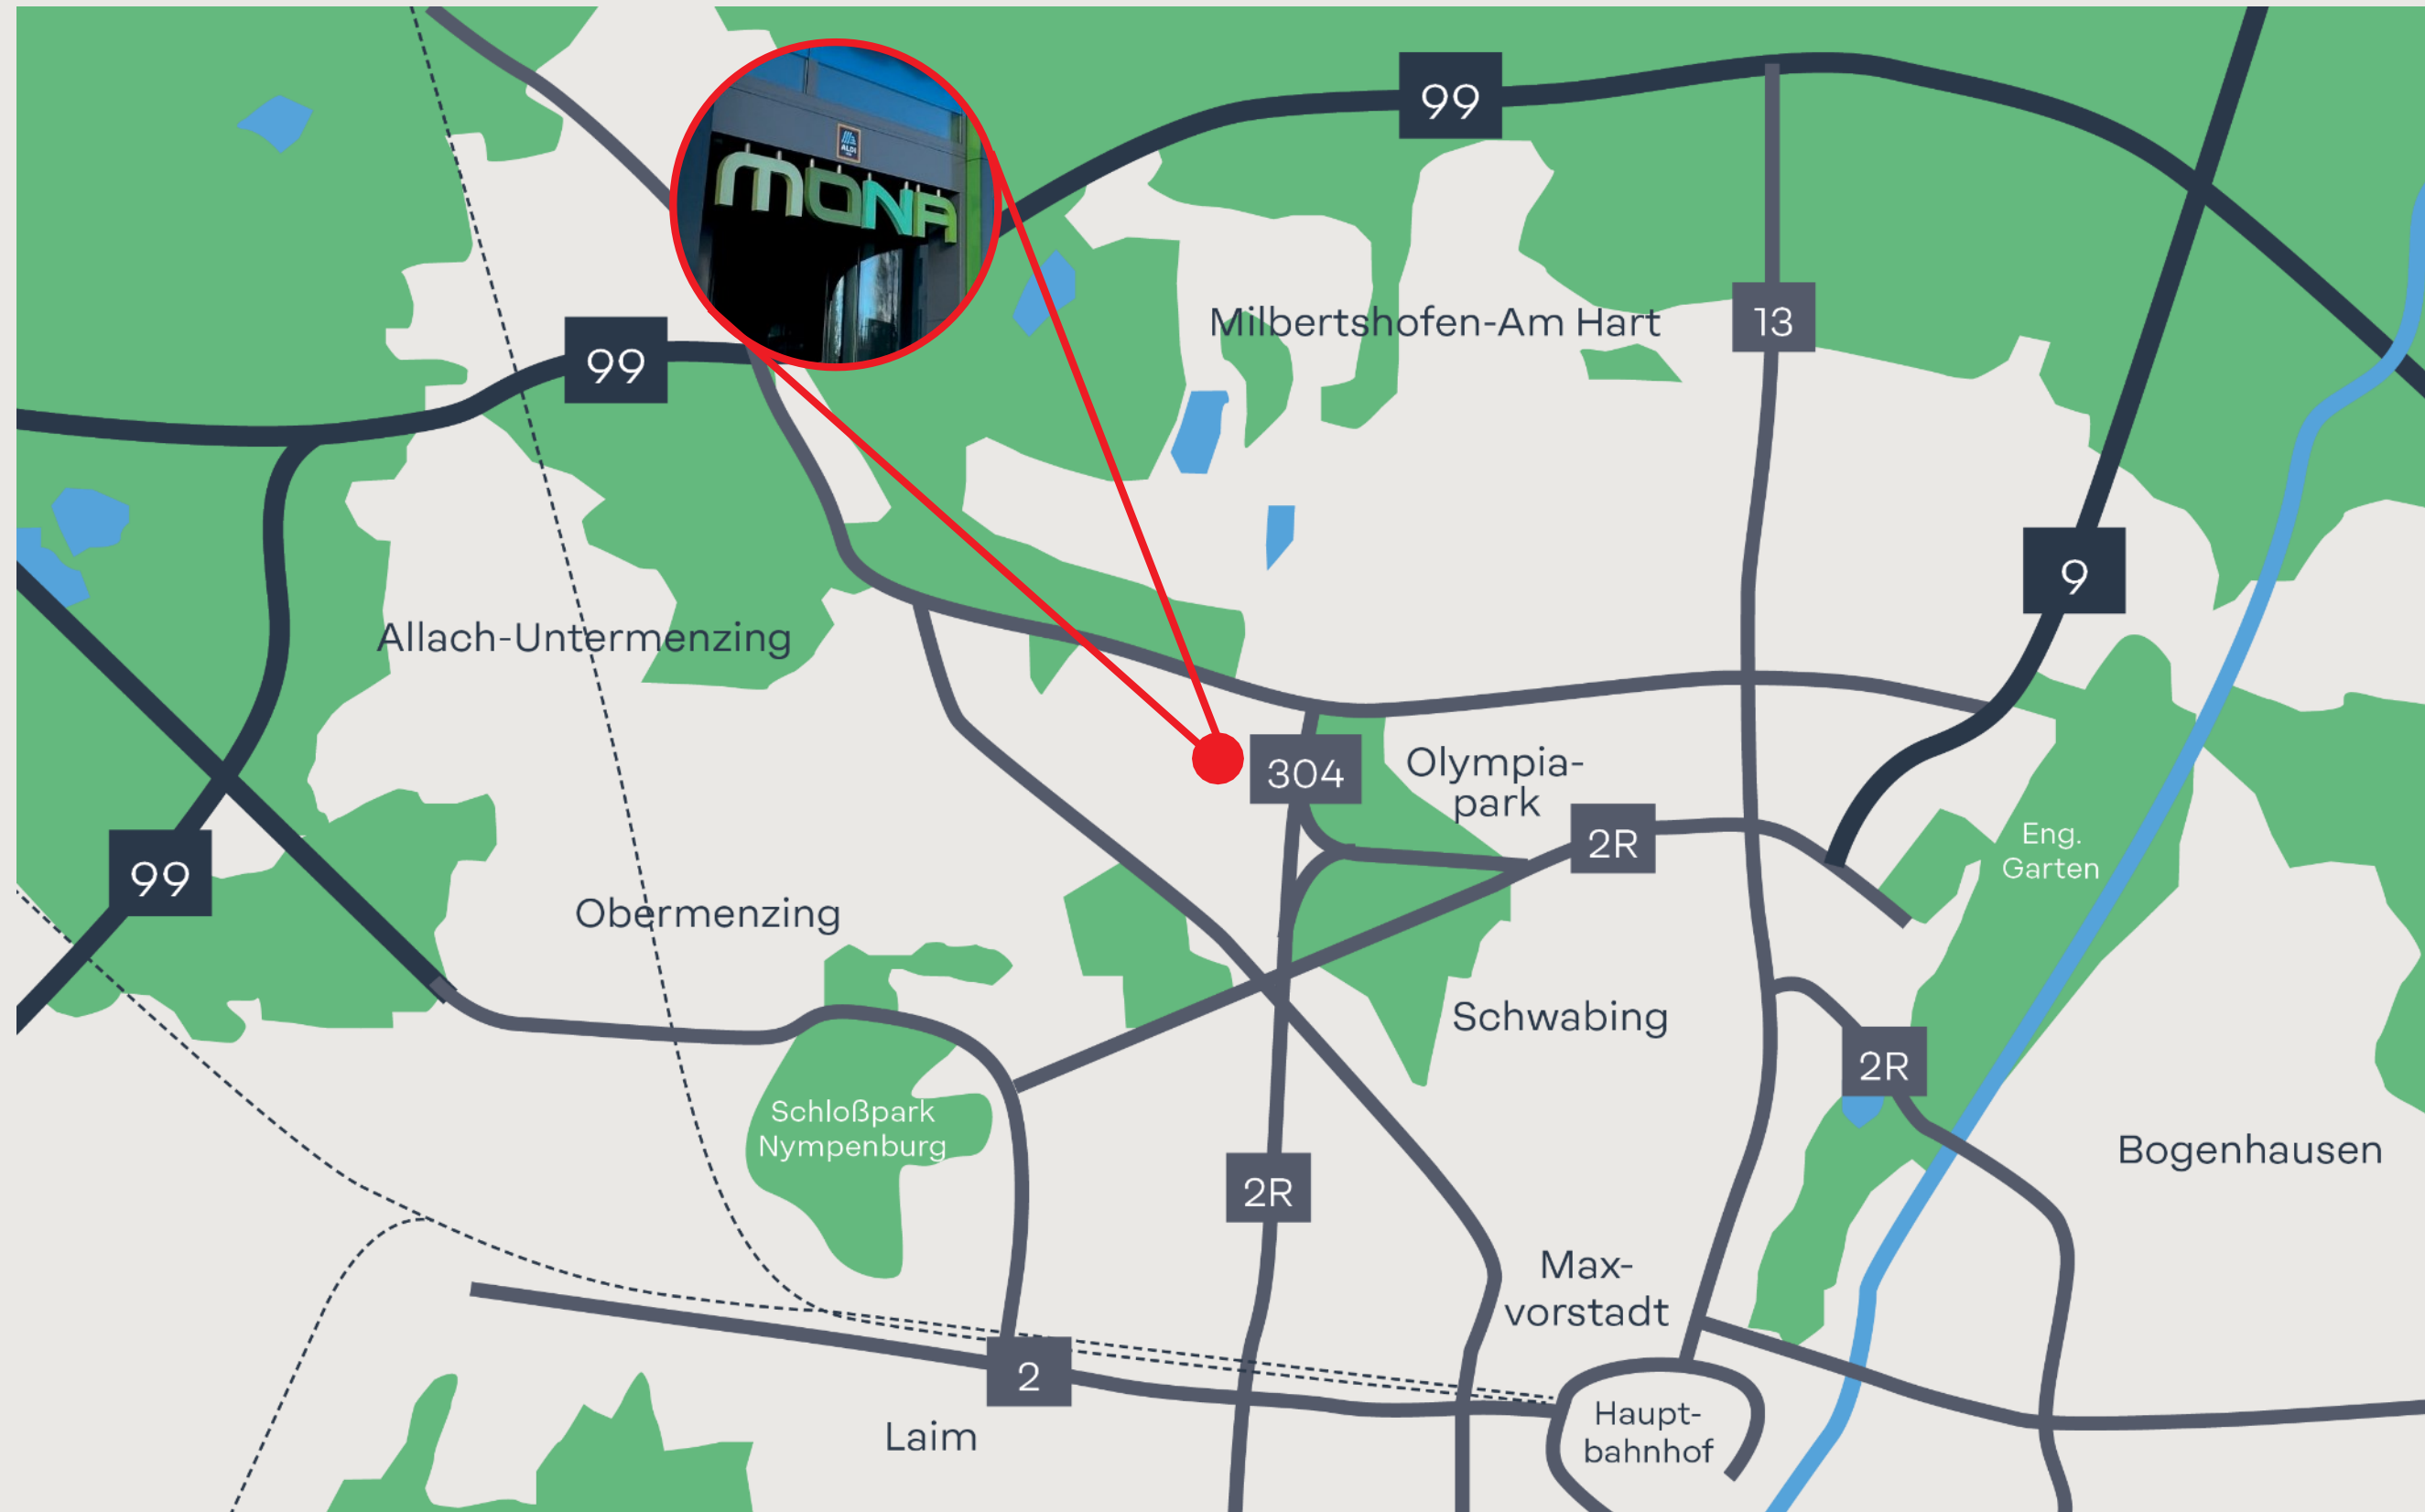 99
ALDI
MONA
Milbertshofen-Am Hart
13
99
9
Allach-Untermenzing
304
Olympia-
park
2R
Eng.
Garten
99
Obermenzing
Schwabing
2R
Schloßpark
Nympenburg
Bogenhausen
2R
Max-
vorstadt
2
Haupt-
bahnhof
Laim